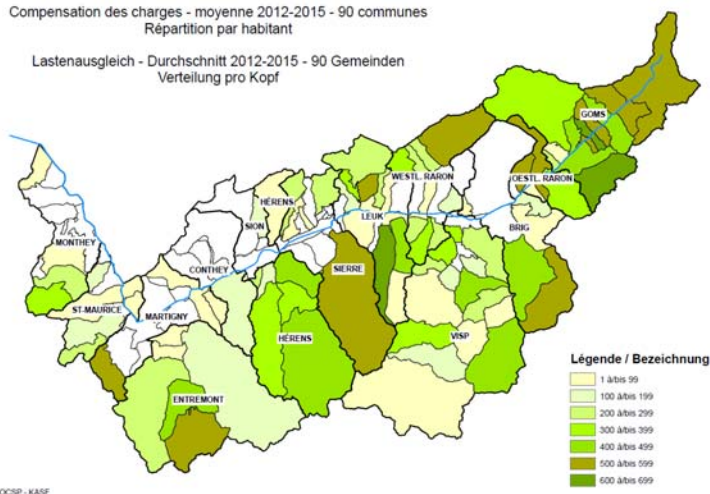 Compensation des charges - moyenne 2012-2015 - 90 communes
Répartition par habitant
Lastenausgleich - Durchschnitt 2012-2015 - 90 Gemeinden
Verteilung pro Kopf
GOMS
WESTL. RARON
OESTL. RARON
HÉRENS
LEUK
SION
BRIG
MONTHEY
CONTHEY
SIERRE
ST-MAURICE
MARTIGNY
HÉRENS
VISP
ENTREMONT
Légende / Bezeichnung
1 à/bis 99
100 à/bis 199
200 à/bis 299
300 à/bis 399
400 à/bis 499
500 à/bis 599
600 à/bis 699
OCSP - KASF